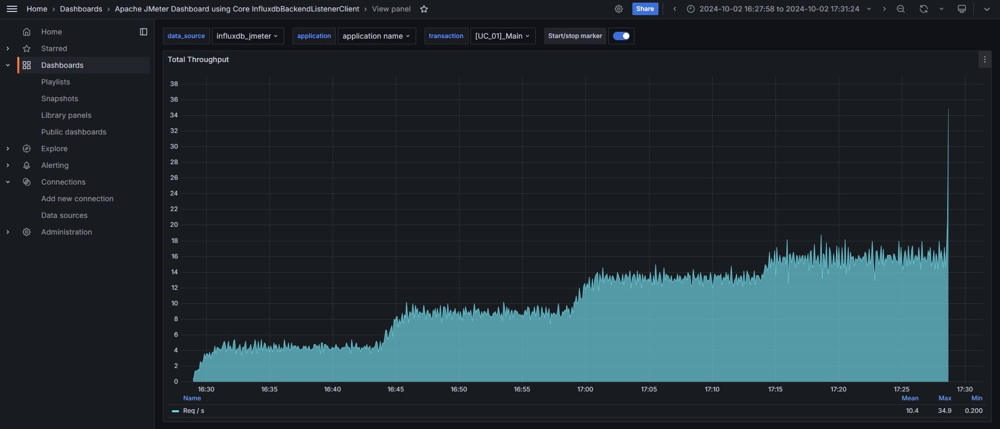 Home › Dashboards › Apache JMeter Dashboard using Core InfluxdbBackendListenerClient › View panel
Share
2024-10-02 16:27:58 to 2024-10-02 17:31:24
Home
Starred
Dashboards
Playlists
Snapshots
Library panels
Public dashboards
Explore
Alerting
Connections
Add new connection
Data sources
Administration
data_source influxdb_jmeter application application name transaction [UC_01]_Main Start/stop marker
Total Throughput
38
36
34
32
30
28
26
24
22
20
18
16
14
12
10
8
6
4
2
0
16:30 16:35 16:40 16:45 16:50 16:55 17:00 17:05 17:10 17:15 17:20 17:25 17:30
Name Mean Max Min
Req / s 10.4 34.9 0.200